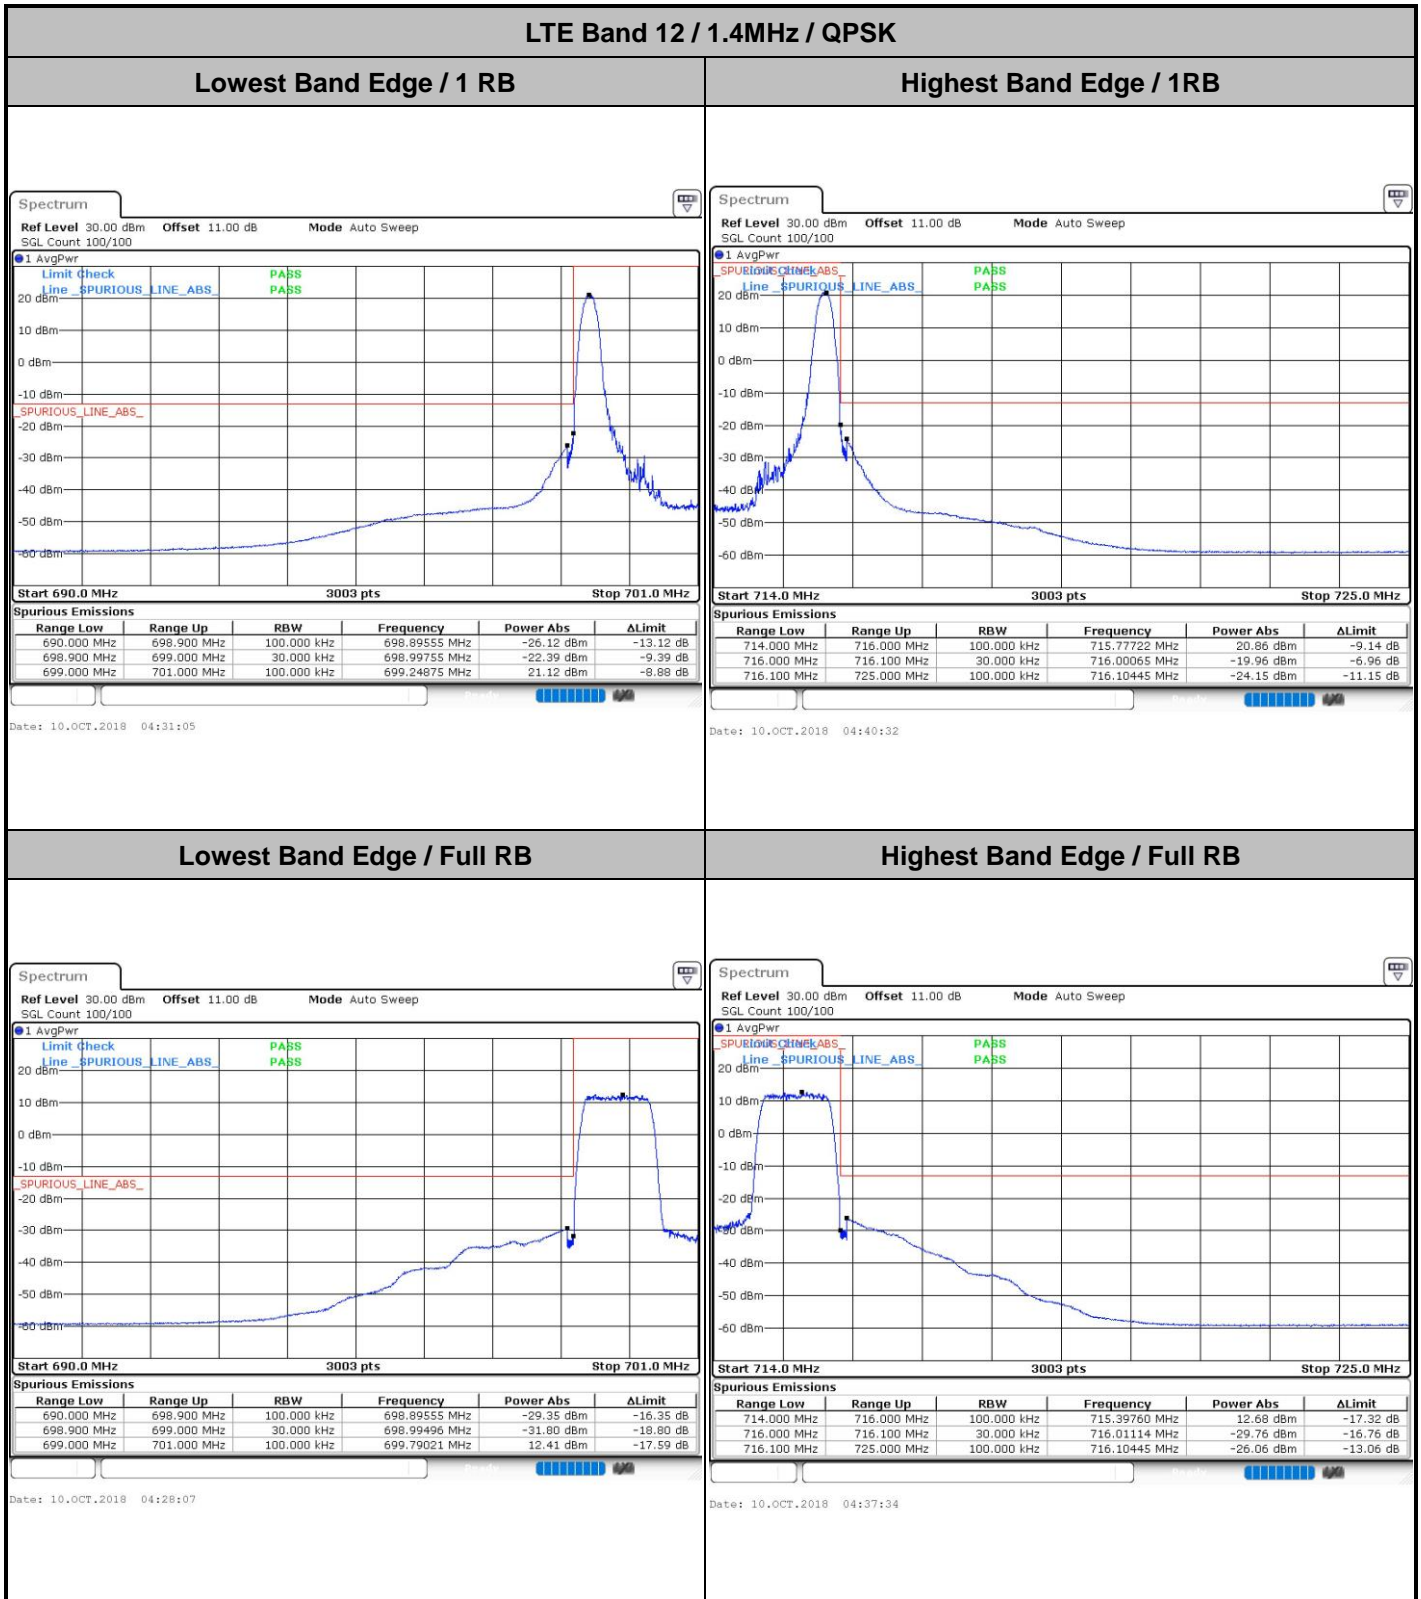 LTE Band 12 / 1.4MHz / QPSK
Lowest Band Edge / 1 RB
Highest Band Edge / 1RB
Spectrum
Ref Level 30.00 dBm Offset 11.00 dB Mode Auto Sweep
SGL Count 100/100
1 AvgPwr
Limit Check PASS
Line _SPURIOUS_LINE_ABS_ PASS
20 dBm
10 dBm
0 dBm
-10 dBm
_SPURIOUS_LINE_ABS_
-20 dBm
-30 dBm
-40 dBm
-50 dBm
-60 dBm
Start 690.0 MHz 3003 pts Stop 701.0 MHz
Spurious Emissions
Range Low Range Up RBW Frequency Power Abs ΔLimit
690.000 MHz 698.900 MHz 100.000 kHz 698.89555 MHz -26.12 dBm -13.12 dB
698.900 MHz 699.000 MHz 30.000 kHz 698.99755 MHz -22.39 dBm -9.39 dB
699.000 MHz 701.000 MHz 100.000 kHz 699.24875 MHz 21.12 dBm -8.88 dB
Date: 10.OCT.2018 04:31:05
Spectrum
Ref Level 30.00 dBm Offset 11.00 dB Mode Auto Sweep
SGL Count 100/100
1 AvgPwr
_SPURIOUS_LINE_ABS_
Limit Check PASS
Line _SPURIOUS_LINE_ABS_ PASS
20 dBm
10 dBm
0 dBm
-10 dBm
-20 dBm
-30 dBm
-40 dBm
-50 dBm
-60 dBm
Start 714.0 MHz 3003 pts Stop 725.0 MHz
Spurious Emissions
Range Low Range Up RBW Frequency Power Abs ΔLimit
714.000 MHz 716.000 MHz 100.000 kHz 715.77722 MHz 20.86 dBm -9.14 dB
716.000 MHz 716.100 MHz 30.000 kHz 716.00065 MHz -19.96 dBm -6.96 dB
716.100 MHz 725.000 MHz 100.000 kHz 716.10445 MHz -24.15 dBm -11.15 dB
Date: 10.OCT.2018 04:40:32
Lowest Band Edge / Full RB
Highest Band Edge / Full RB
Spectrum
Ref Level 30.00 dBm Offset 11.00 dB Mode Auto Sweep
SGL Count 100/100
1 AvgPwr
Limit Check PASS
Line _SPURIOUS_LINE_ABS_ PASS
20 dBm
10 dBm
0 dBm
-10 dBm
_SPURIOUS_LINE_ABS_
-20 dBm
-30 dBm
-40 dBm
-50 dBm
-60 dBm
Start 690.0 MHz 3003 pts Stop 701.0 MHz
Spurious Emissions
Range Low Range Up RBW Frequency Power Abs ΔLimit
690.000 MHz 698.900 MHz 100.000 kHz 698.89555 MHz -29.35 dBm -16.35 dB
698.900 MHz 699.000 MHz 30.000 kHz 698.99496 MHz -31.80 dBm -18.80 dB
699.000 MHz 701.000 MHz 100.000 kHz 699.79021 MHz 12.41 dBm -17.59 dB
Date: 10.OCT.2018 04:28:07
Spectrum
Ref Level 30.00 dBm Offset 11.00 dB Mode Auto Sweep
SGL Count 100/100
1 AvgPwr
_SPURIOUS_LINE_ABS_
Limit Check PASS
Line _SPURIOUS_LINE_ABS_ PASS
20 dBm
10 dBm
0 dBm
-10 dBm
-20 dBm
-30 dBm
-40 dBm
-50 dBm
-60 dBm
Start 714.0 MHz 3003 pts Stop 725.0 MHz
Spurious Emissions
Range Low Range Up RBW Frequency Power Abs ΔLimit
714.000 MHz 716.000 MHz 100.000 kHz 715.39760 MHz 12.68 dBm -17.32 dB
716.000 MHz 716.100 MHz 30.000 kHz 716.01114 MHz -29.76 dBm -16.76 dB
716.100 MHz 725.000 MHz 100.000 kHz 716.10445 MHz -26.06 dBm -13.06 dB
Date: 10.OCT.2018 04:37:34